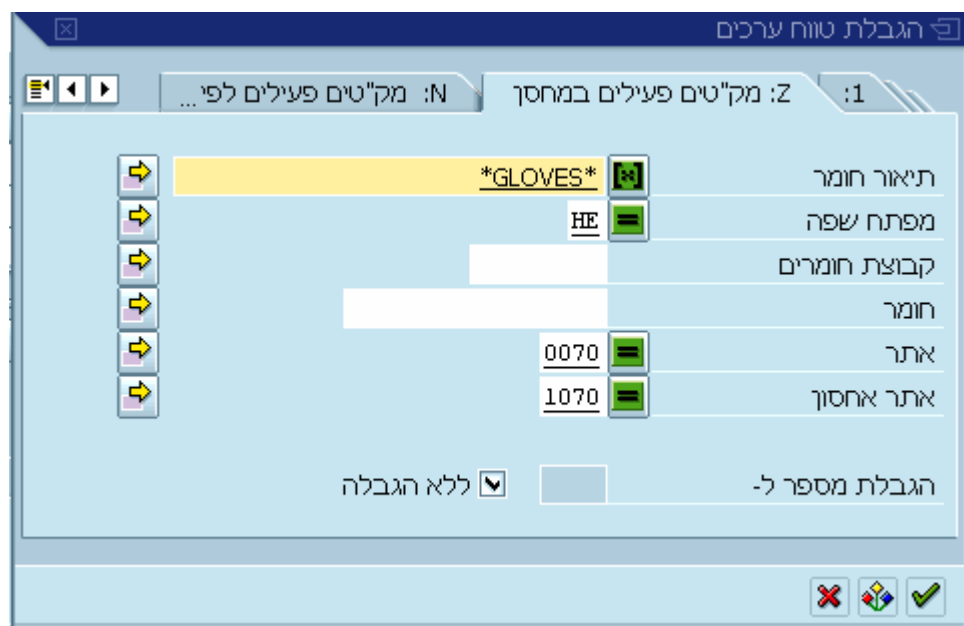 הגבלת טווח ערכים
1: Z: מק"טים פעילים במחסן N: מק"טים פעילים לפי...
תיאור חומר *GLOVES*
מפתח שפה HE
קבוצת חומרים
חומר
אתר 0070
אתר אחסון 1070
הגבלת מספר ל- ללא הגבלה